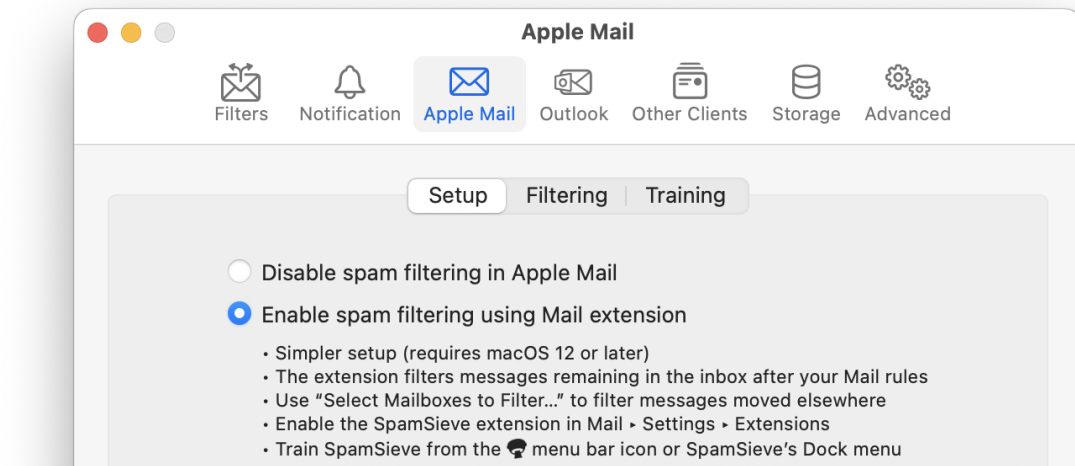 Apple Mail
Filters Notification Apple Mail Outlook Other Clients Storage Advanced
Setup Filtering Training
Disable spam filtering in Apple Mail
Enable spam filtering using Mail extension
• Simpler setup (requires macOS 12 or later)
• The extension filters messages remaining in the inbox after your Mail rules
• Use “Select Mailboxes to Filter…” to filter messages moved elsewhere
• Enable the SpamSieve extension in Mail ▸ Settings ▸ Extensions
• Train SpamSieve from the menu bar icon or SpamSieve’s Dock menu